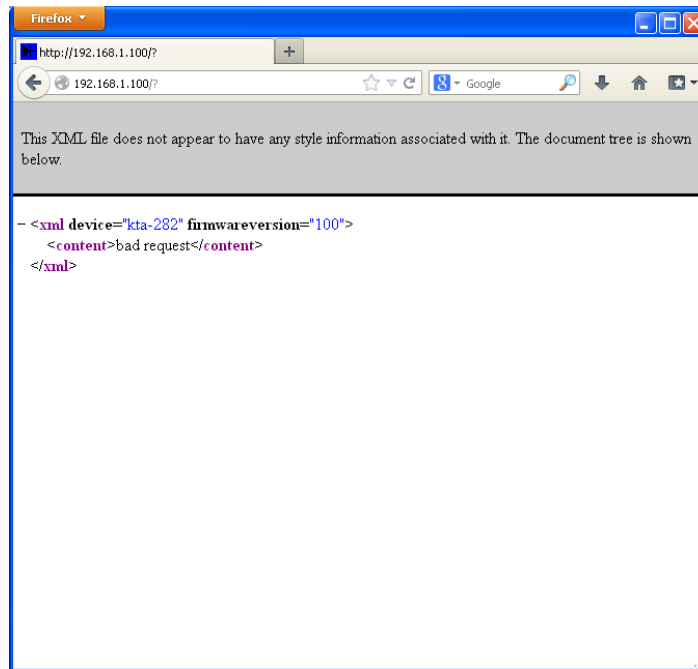 Firefox
http://192.168.1.100/?
192.168.1.100/?
Google
This XML file does not appear to have any style information associated with it. The document tree is shown
below.
− <xml device="kta-282" firmwareversion="100">
<content>bad request</content>
</xml>